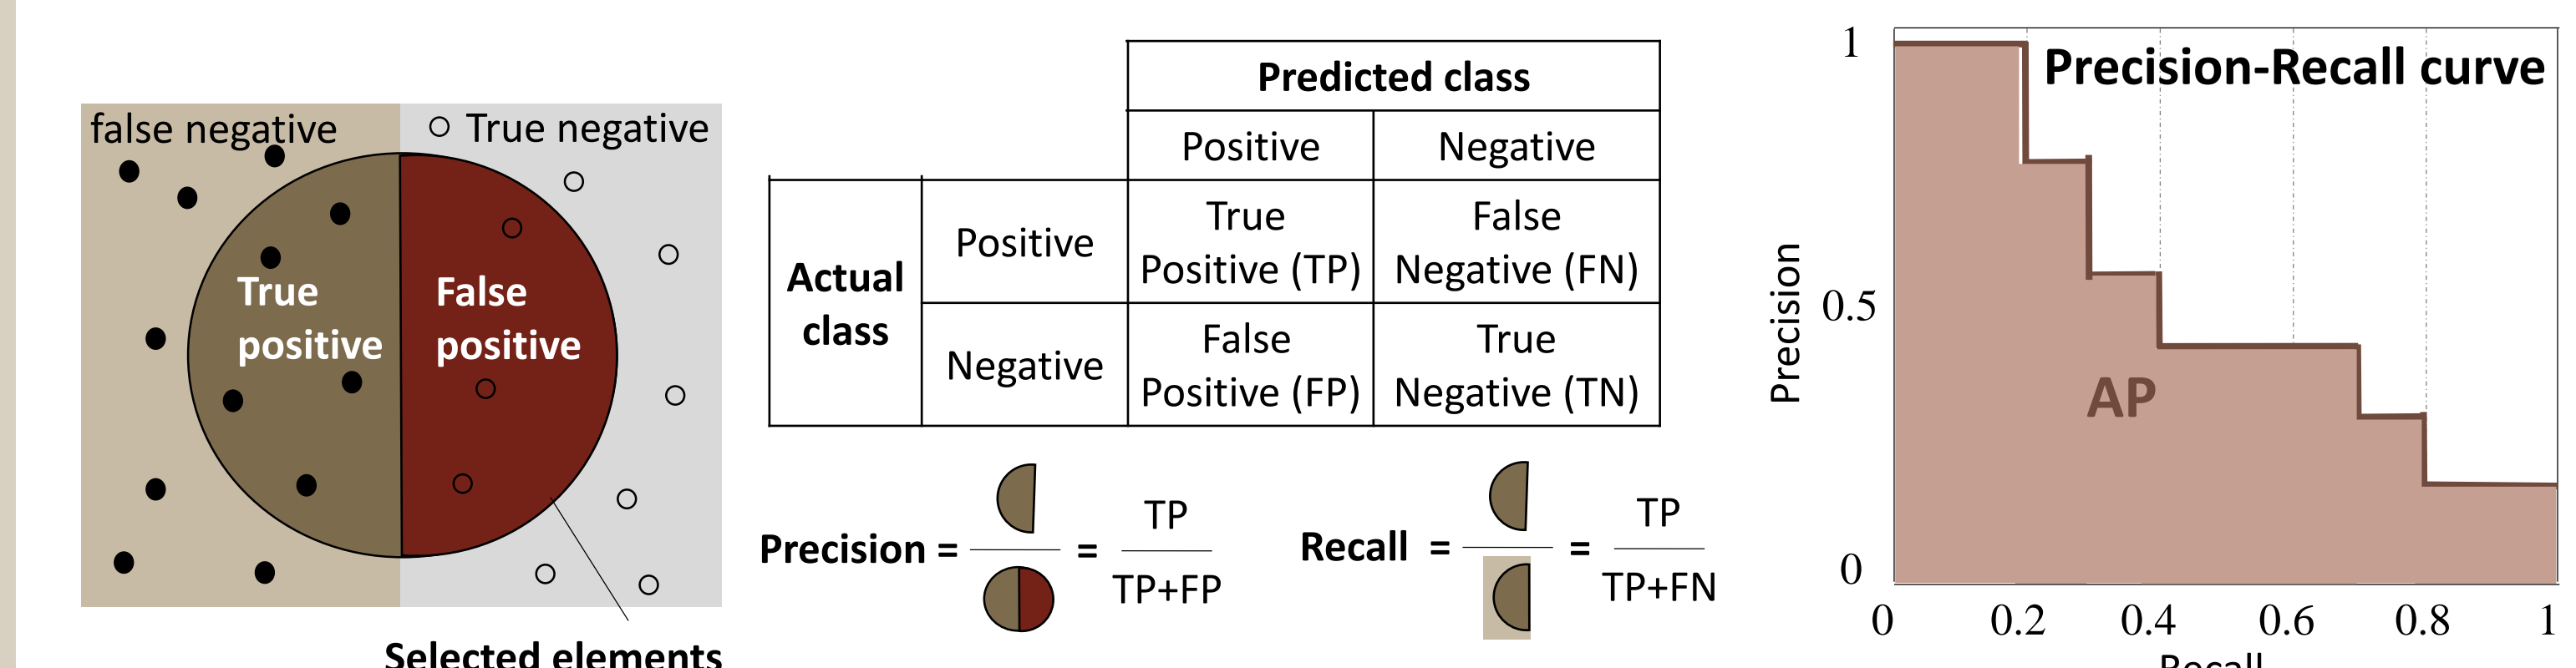 false negative
True negative
True
positive
False
positive
Selected elements
Predicted class
Positive
Negative
Actual
class
Positive
True
Positive (TP)
False
Negative (FN)
Negative
False
Positive (FP)
True
Negative (TN)
Precision = = TP
TP+FP
Recall = = TP
TP+FN
Precision-Recall curve
Precision
1
0.5
0
AP
0 0.2 0.4 0.6 0.8 1
Recall